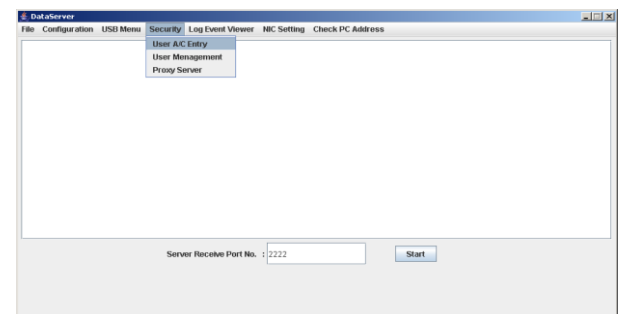 DataServer
File Configuration USB Menu Security Log Event Viewer NIC Setting Check PC Address
User A/C Entry
User Management
Proxy Server
Server Receive Port No. : 2222 Start